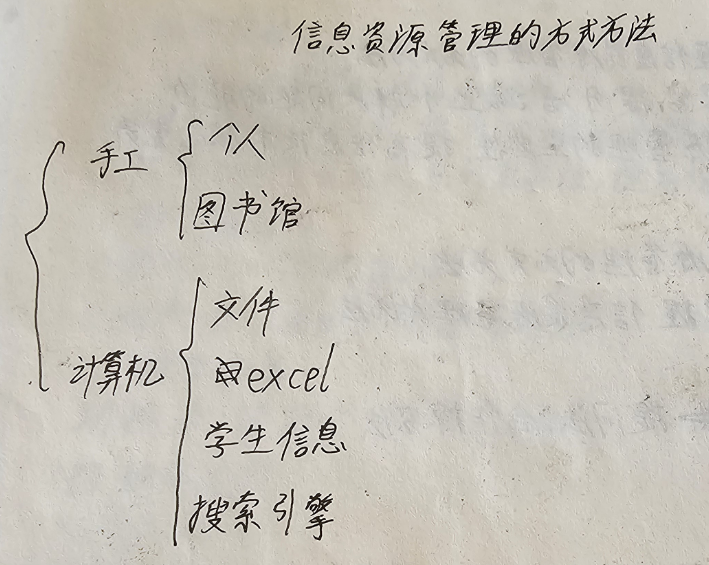 信息资源管理的方式方法
手工
个人
图书馆
计算机
文件
excel
学生信息
搜索引擎